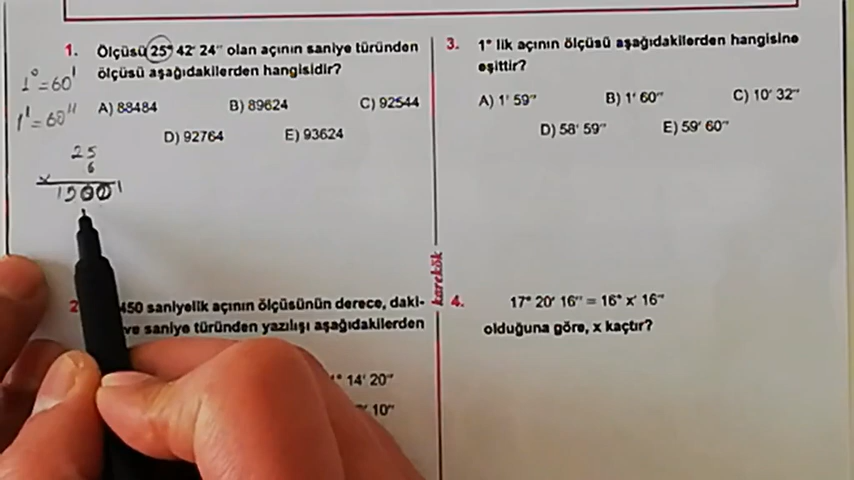 1. Ölçüsü 25° 42' 24'' olan açının saniye türünden
ölçüsü aşağıdakilerden hangisidir?
1° = 60'
1' = 60''
A) 88484 B) 89624 C) 92544
D) 92764 E) 93624
25
6
x
1500'
2
450 saniyelik açının ölçüsünün derece, daki-
ve saniye türünden yazılışı aşağıdakilerden
14' 20''
10''
karekök
3. 1° lik açının ölçüsü aşağıdakilerden hangisine
eşittir?
A) 1' 59'' B) 1' 60'' C) 10' 32''
D) 58' 59'' E) 59' 60''
4. 17° 20' 16'' = 16° x' 16''
olduğuna göre, x kaçtır?